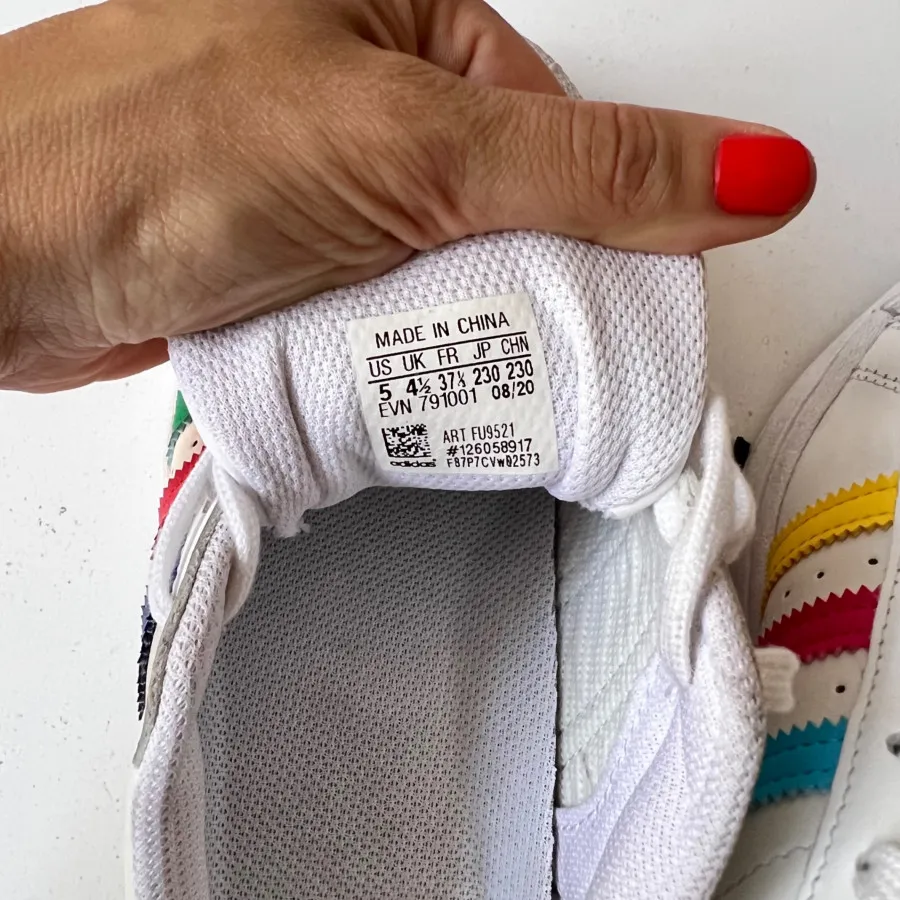 MADE IN CHINA
US UK FR JP CHN
5 4½ 37⅓ 230 230
EVN 791001 08/20
ART FU9521
#126058917
adidas F87P7CVW02573